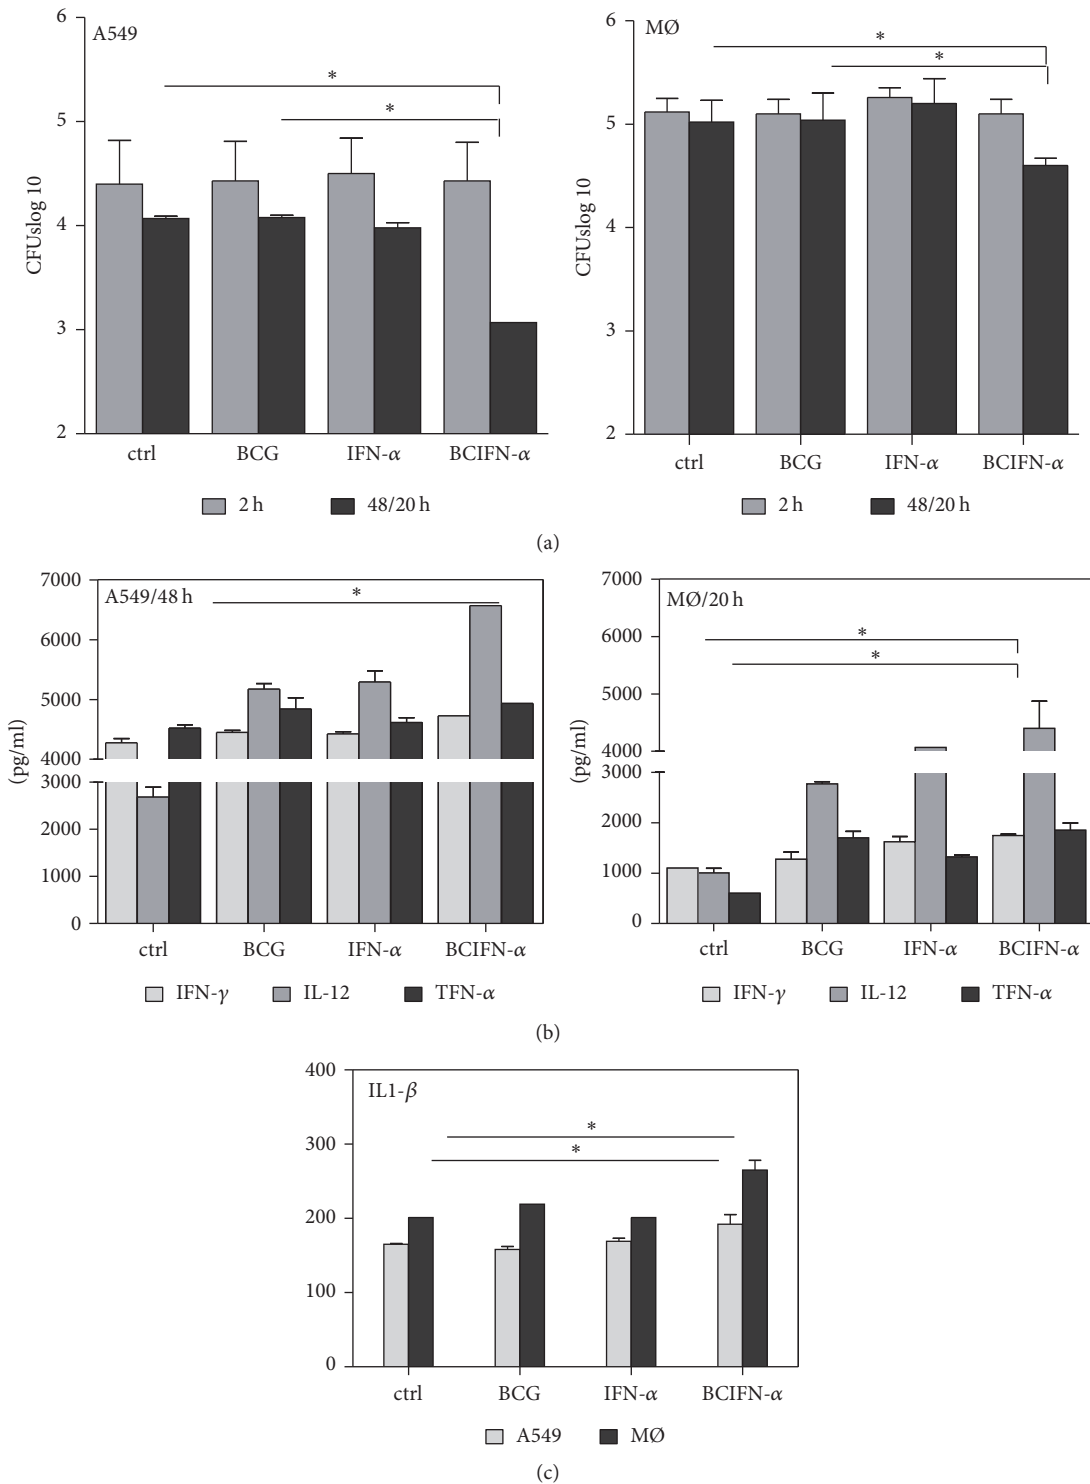 A549
CFUslog 10
6
5
4
3
2
*
*
ctrl BCG IFN-α BCIFN-α
2 h 48/20 h
MØ
CFUslog 10
6
5
4
3
2
*
*
ctrl BCG IFN-α BCIFN-α
2 h 48/20 h
(a)
A549/48 h
(pg/ml)
7000
6000
5000
4000
3000
2000
1000
0
*
ctrl BCG IFN-α BCIFN-α
IFN-γ IL-12 TFN-α
MØ/20 h
(pg/ml)
7000
6000
5000
4000
3000
2000
1000
0
*
*
ctrl BCG IFN-α BCIFN-α
IFN-γ IL-12 TFN-α
(b)
IL1-β
400
300
200
100
0
*
*
ctrl BCG IFN-α BCIFN-α
A549 MØ
(c)